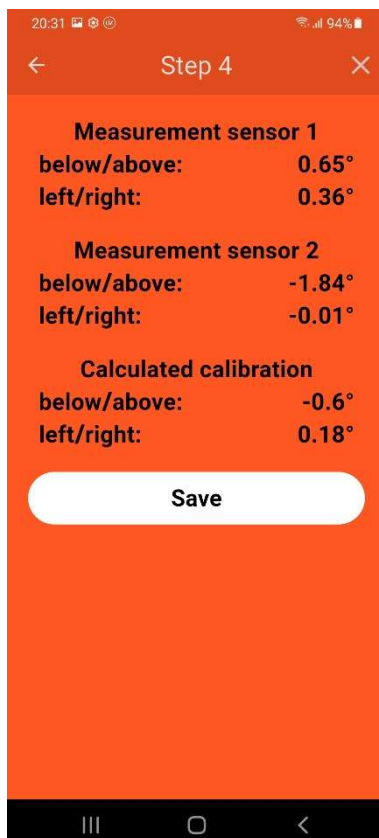 20:31 94%
Step 4
Measurement sensor 1
below/above: 0.65°
left/right: 0.36°
Measurement sensor 2
below/above: -1.84°
left/right: -0.01°
Calculated calibration
below/above: -0.6°
left/right: 0.18°
Save